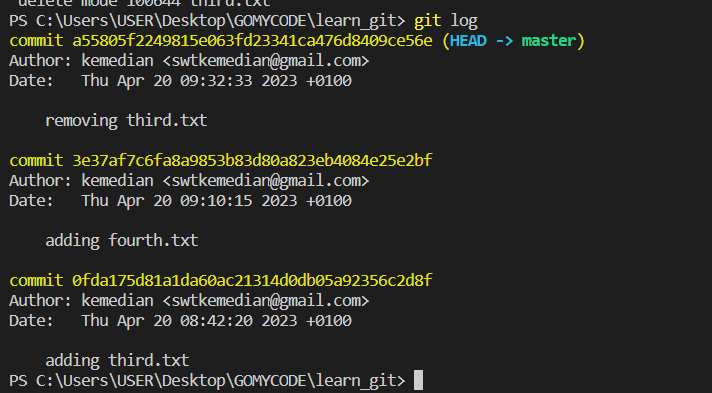 delete mode 100644 third.txt
PS C:\Users\USER\Desktop\GOMYCODE\learn_git> git log
commit a55805f2249815e063fd23341ca476d8409ce56e (HEAD -> master)
Author: kemedian <swtkemedian@gmail.com>
Date:   Thu Apr 20 09:32:33 2023 +0100
    removing third.txt
commit 3e37af7c6fa8a9853b83d80a823eb4084e25e2bf
Author: kemedian <swtkemedian@gmail.com>
Date:   Thu Apr 20 09:10:15 2023 +0100
    adding fourth.txt
commit 0fda175d81a1da60ac21314d0db05a92356c2d8f
Author: kemedian <swtkemedian@gmail.com>
Date:   Thu Apr 20 08:42:20 2023 +0100
    adding third.txt
PS C:\Users\USER\Desktop\GOMYCODE\learn_git>